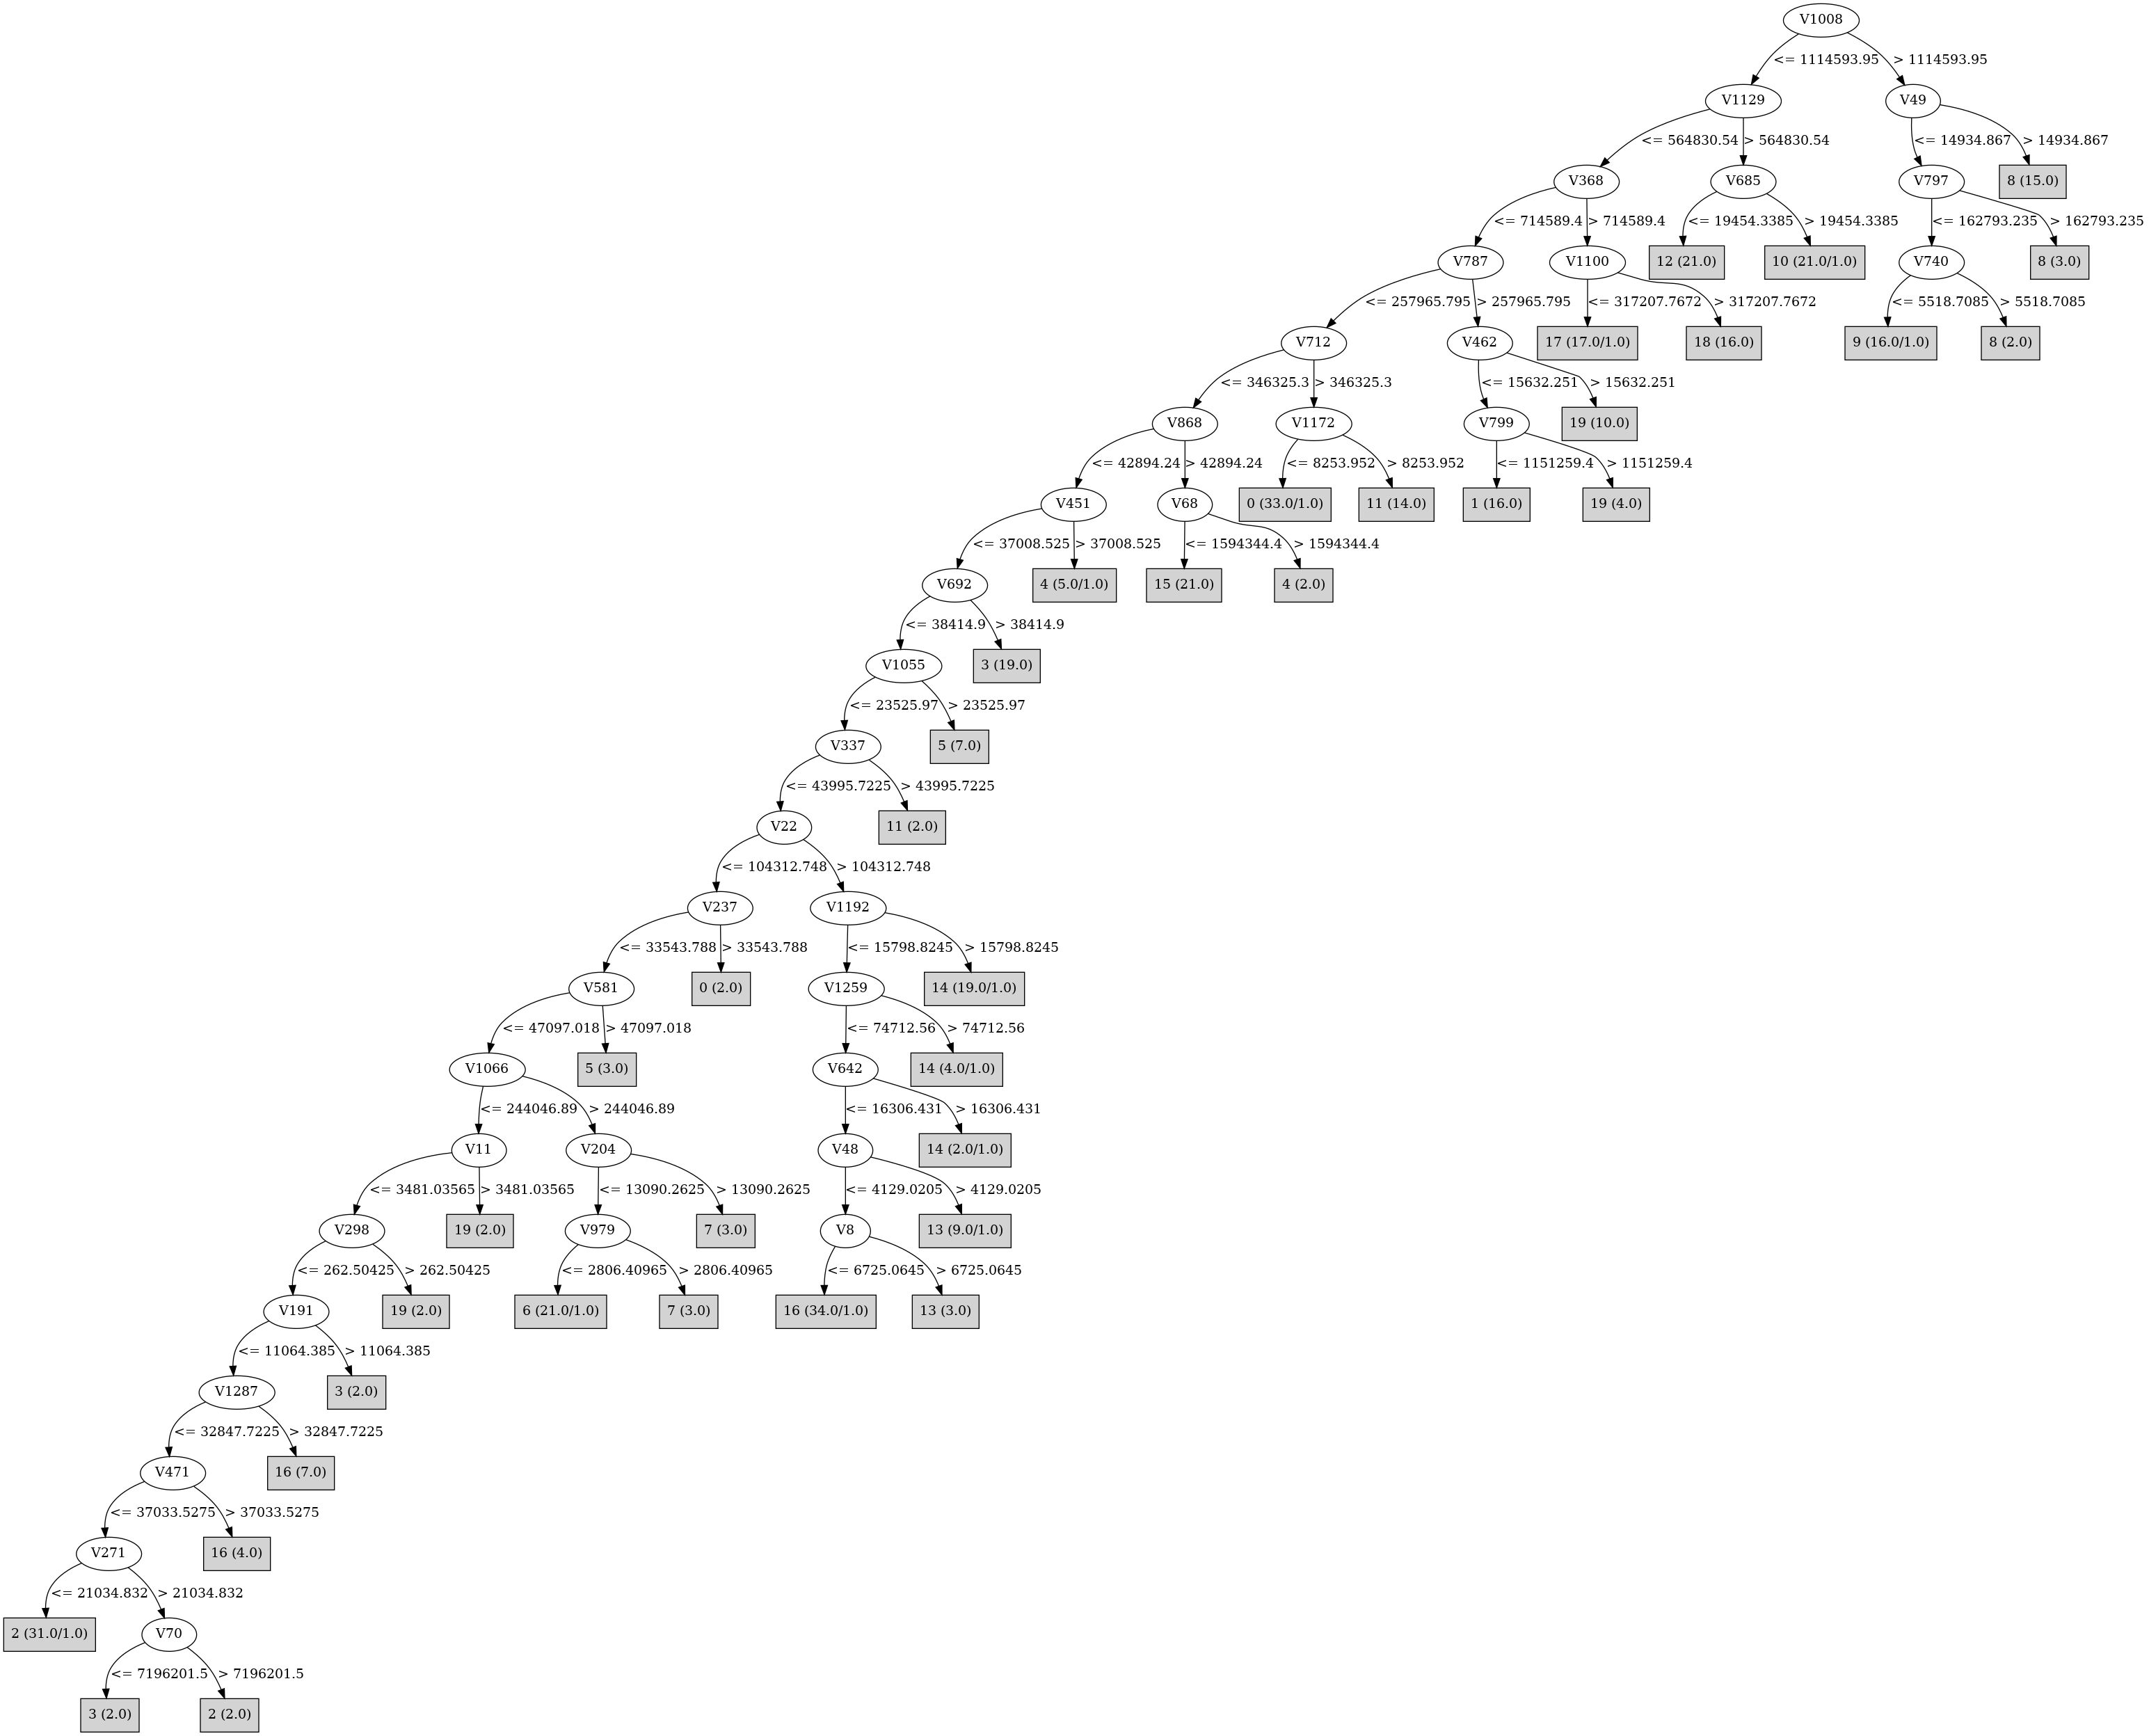 V1008
<= 1114593.95 > 1114593.95
V1129 V49
<= 564830.54 > 564830.54 <= 14934.867 > 14934.867
V368 V685 V797 8 (15.0)
<= 714589.4 > 714589.4 <= 19454.3385 > 19454.3385 <= 162793.235 > 162793.235
V787 V1100 12 (21.0) 10 (21.0/1.0) V740 8 (3.0)
<= 257965.795 > 257965.795 <= 317207.7672 > 317207.7672 <= 5518.7085 > 5518.7085
V712 V462 17 (17.0/1.0) 18 (16.0) 9 (16.0/1.0) 8 (2.0)
<= 346325.3 > 346325.3 <= 15632.251 > 15632.251
V868 V1172 V799 19 (10.0)
<= 42894.24 > 42894.24 <= 8253.952 > 8253.952 <= 1151259.4 > 1151259.4
V451 V68 0 (33.0/1.0) 11 (14.0) 1 (16.0) 19 (4.0)
<= 37008.525 > 37008.525 <= 1594344.4 > 1594344.4
V692 4 (5.0/1.0) 15 (21.0) 4 (2.0)
<= 38414.9 > 38414.9
V1055 3 (19.0)
<= 23525.97 > 23525.97
V337 5 (7.0)
<= 43995.7225 > 43995.7225
V22 11 (2.0)
<= 104312.748 > 104312.748
V237 V1192
<= 33543.788 > 33543.788 <= 15798.8245 > 15798.8245
V581 0 (2.0) V1259 14 (19.0/1.0)
<= 47097.018 > 47097.018 <= 74712.56 > 74712.56
V1066 5 (3.0) V642 14 (4.0/1.0)
<= 244046.89 > 244046.89 <= 16306.431 > 16306.431
V11 V204 V48 14 (2.0/1.0)
<= 3481.03565 > 3481.03565 <= 13090.2625 > 13090.2625 <= 4129.0205 > 4129.0205
V298 19 (2.0) V979 7 (3.0) V8 13 (9.0/1.0)
<= 262.50425 > 262.50425 <= 2806.40965 > 2806.40965 <= 6725.0645 > 6725.0645
V191 19 (2.0) 6 (21.0/1.0) 7 (3.0) 16 (34.0/1.0) 13 (3.0)
<= 11064.385 > 11064.385
V1287 3 (2.0)
<= 32847.7225 > 32847.7225
V471 16 (7.0)
<= 37033.5275 > 37033.5275
V271 16 (4.0)
<= 21034.832 > 21034.832
2 (31.0/1.0) V70
<= 7196201.5 > 7196201.5
3 (2.0) 2 (2.0)